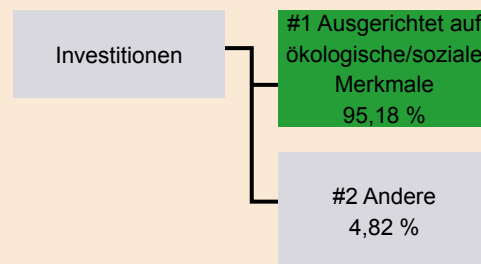 Investitionen
#1 Ausgerichtet auf
ökologische/soziale
Merkmale
95,18 %
#2 Andere
4,82 %